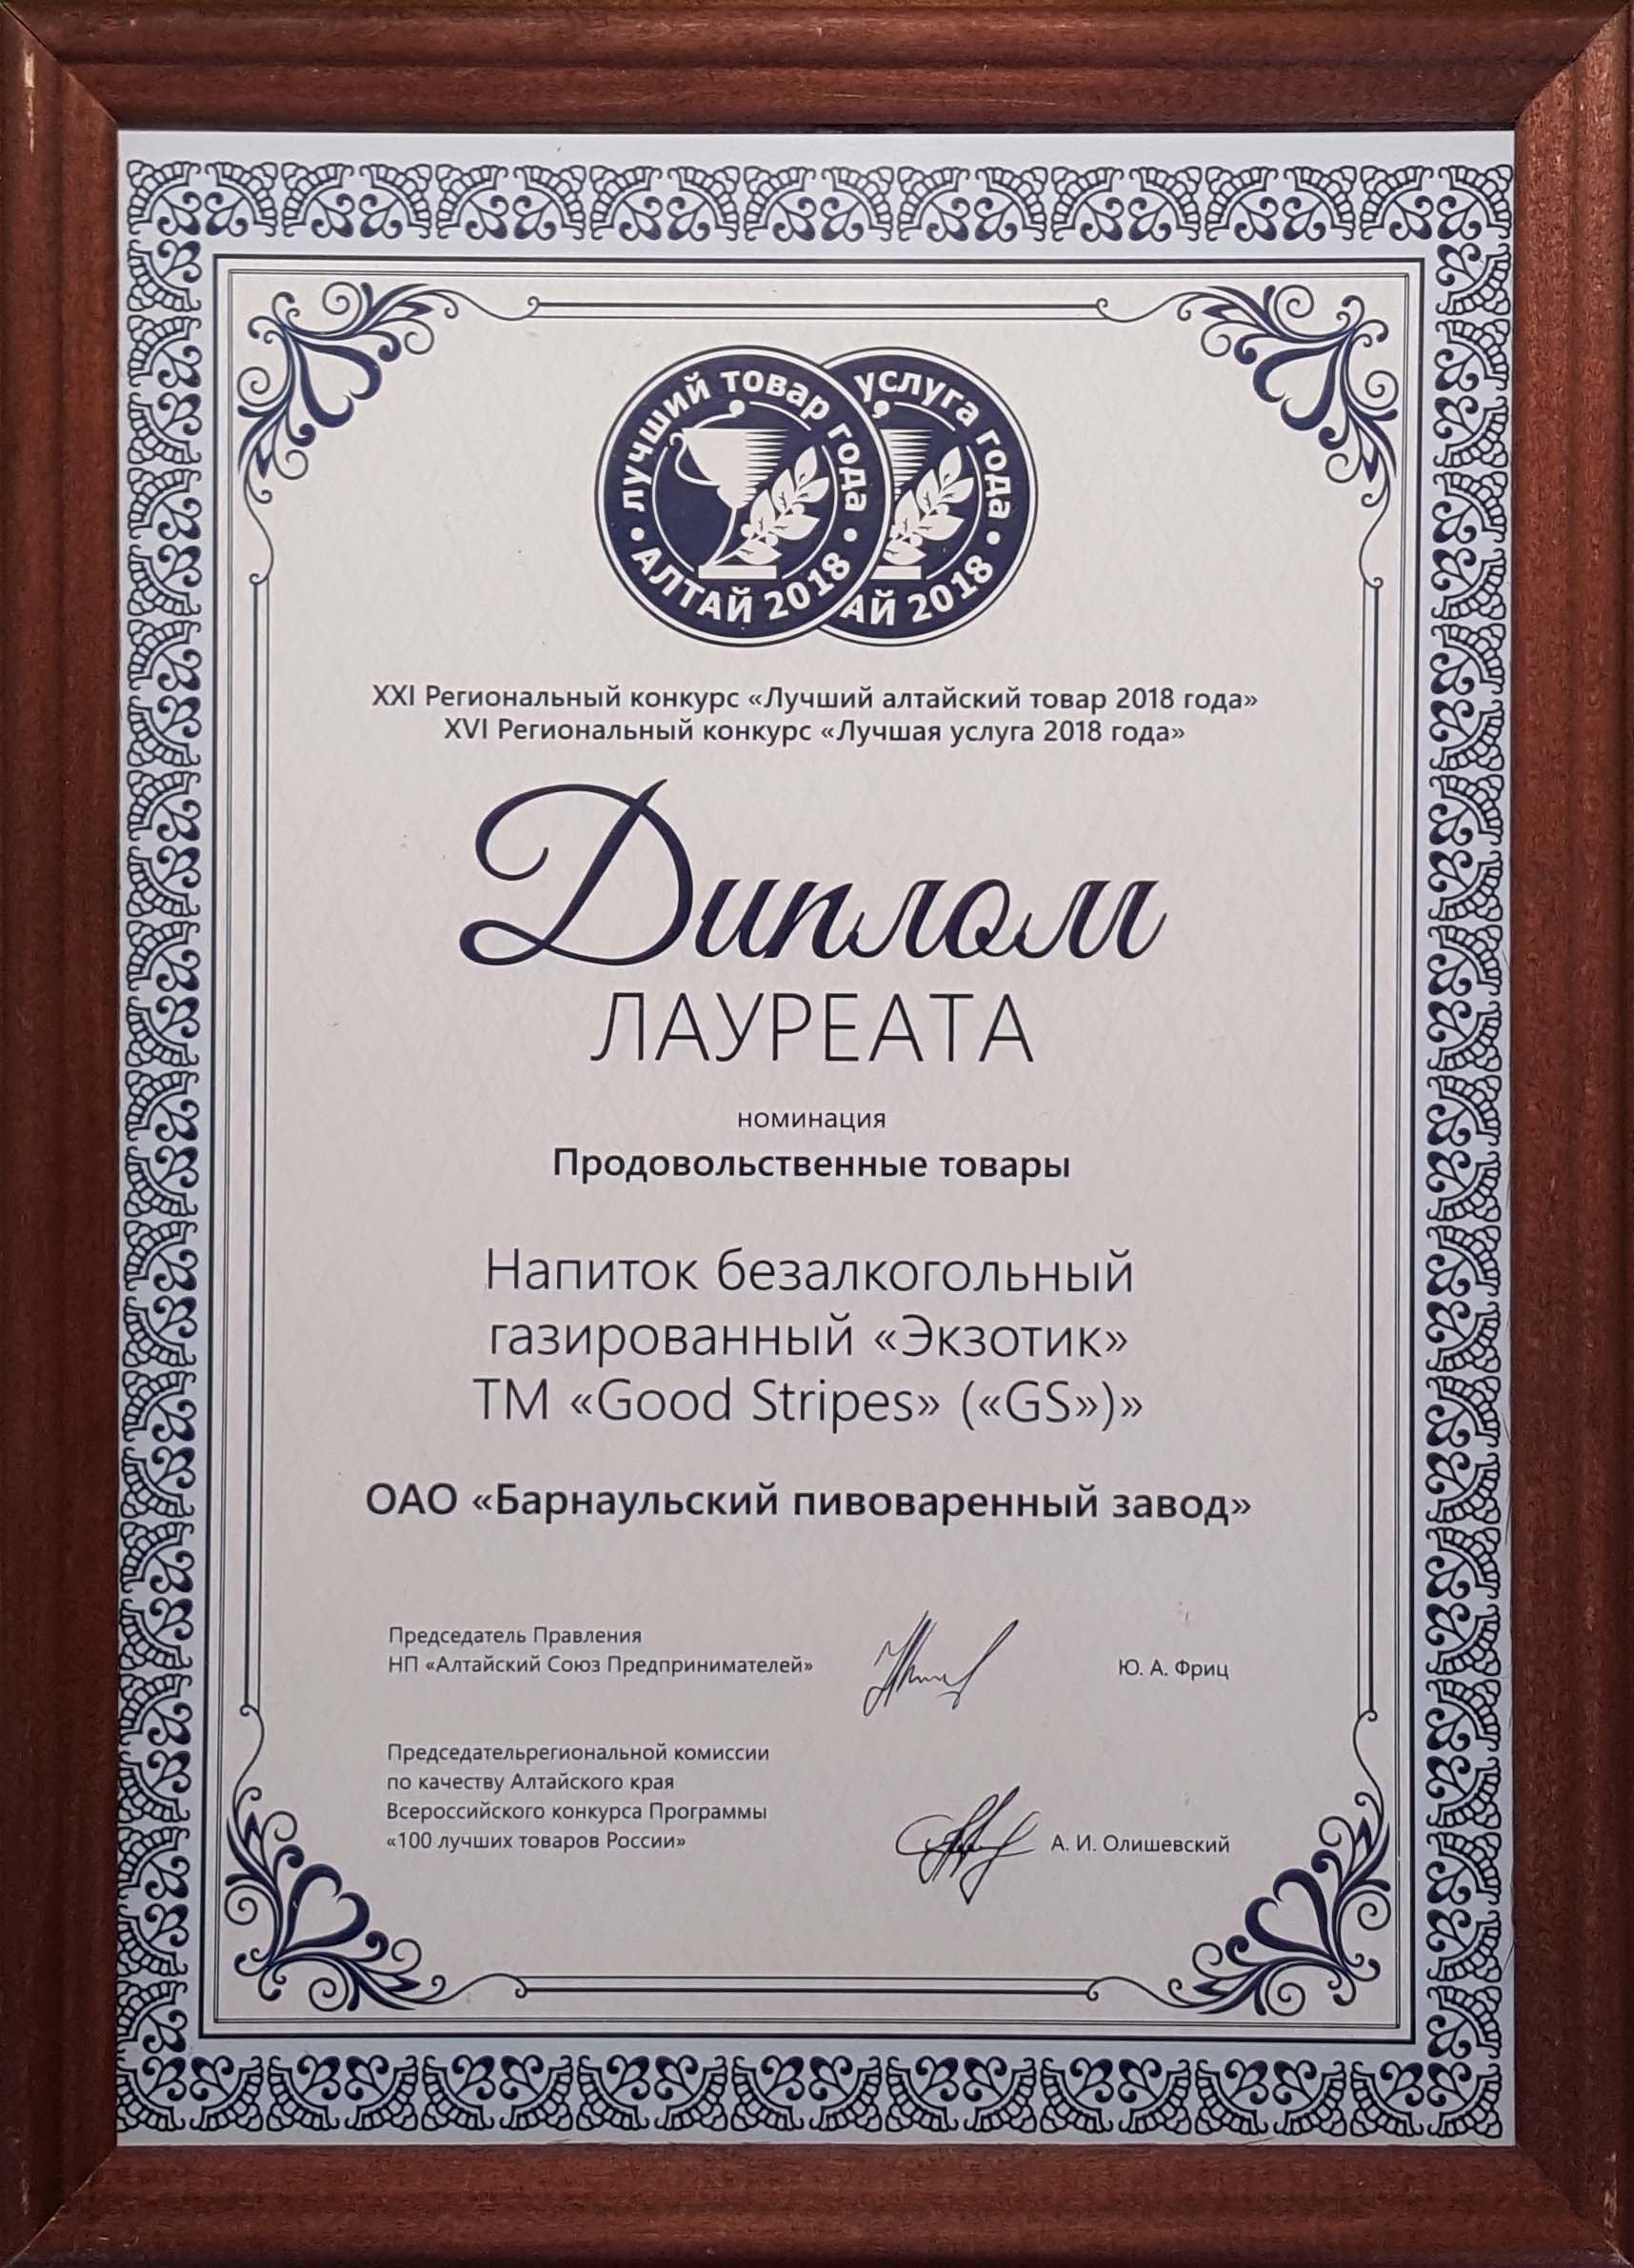 лучший товар года
• АЛТАЙ 2018 •
услуга года
АЙ 2018 •
XXI Региональный конкурс «Лучший алтайский товар 2018 года»
XVI Региональный конкурс «Лучшая услуга 2018 года»
Диплом
ЛАУРЕАТА
номинация
Продовольственные товары
Напиток безалкогольный
газированный «Экзотик»
ТМ «Good Stripes» («GS»)»
ОАО «Барнаульский пивоваренный завод»
Председатель Правления
НП «Алтайский Союз Предпринимателей»
Ю. А. Фриц
Председательрегиональной комиссии
по качеству Алтайского края
Всероссийского конкурса Программы
«100 лучших товаров России»
А. И. Олишевский